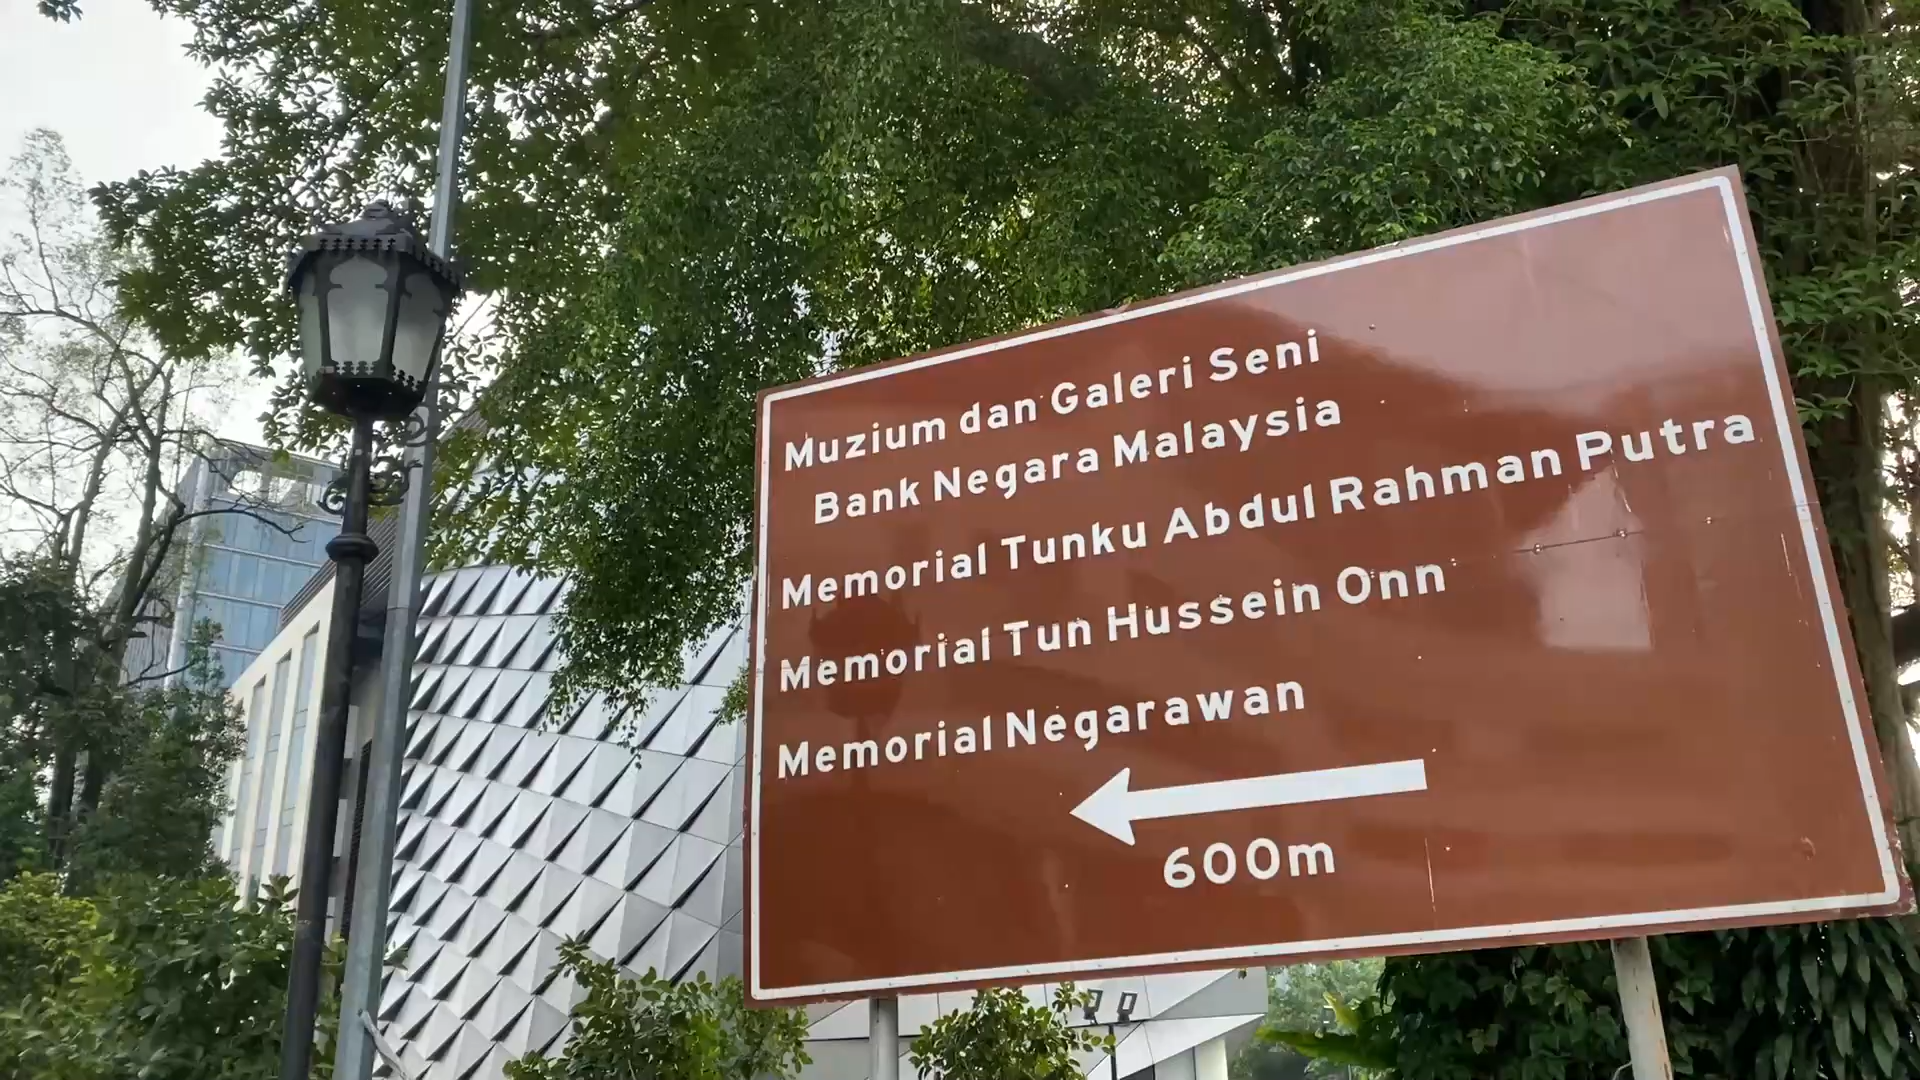 Muzium dan Galeri Seni
Bank Negara Malaysia
Memorial Tunku Abdul Rahman Putra
Memorial Tun Hussein Onn
Memorial Negarawan
600m